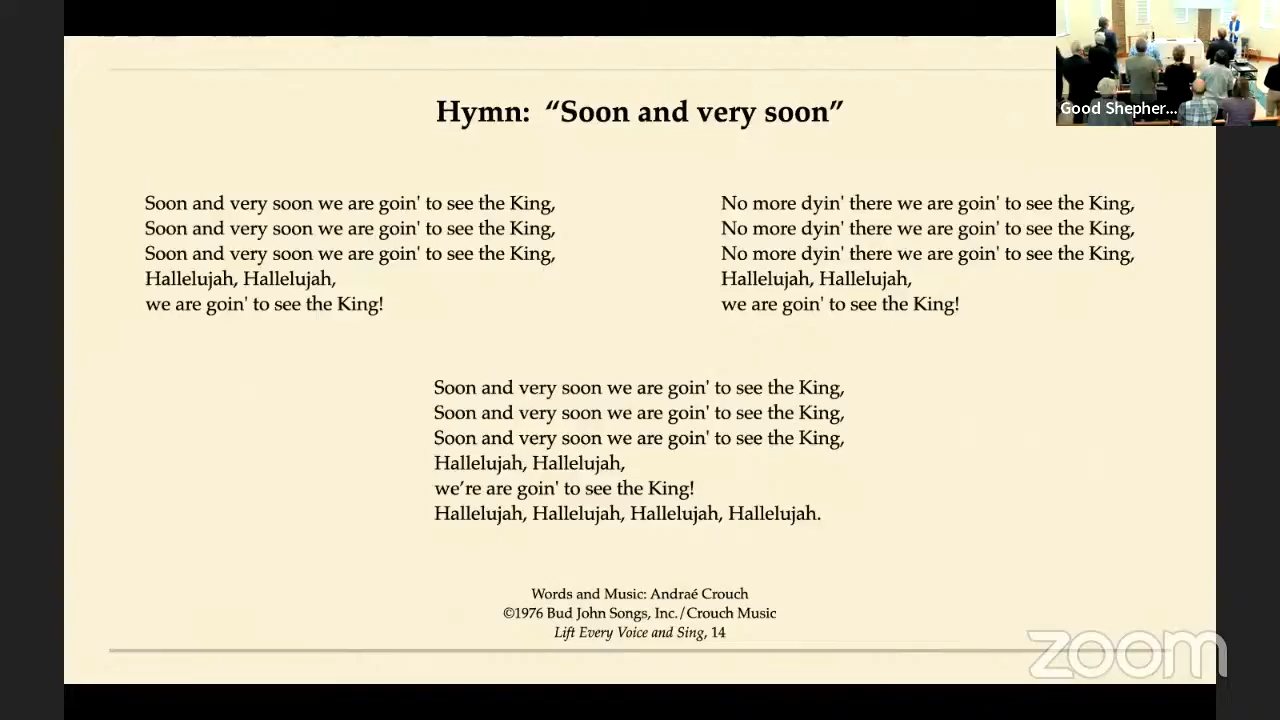 Hymn: “Soon and very soon”
Good Shepher...
Soon and very soon we are goin' to see the King,
Soon and very soon we are goin' to see the King,
Soon and very soon we are goin' to see the King,
Hallelujah, Hallelujah,
we are goin' to see the King!
No more dyin' there we are goin' to see the King,
No more dyin' there we are goin' to see the King,
No more dyin' there we are goin' to see the King,
Hallelujah, Hallelujah,
we are goin' to see the King!
Soon and very soon we are goin' to see the King,
Soon and very soon we are goin' to see the King,
Soon and very soon we are goin' to see the King,
Hallelujah, Hallelujah,
we’re are goin' to see the King!
Hallelujah, Hallelujah, Hallelujah, Hallelujah.
Words and Music: Andraé Crouch
©1976 Bud John Songs, Inc./Crouch Music
Lift Every Voice and Sing, 14
zoom